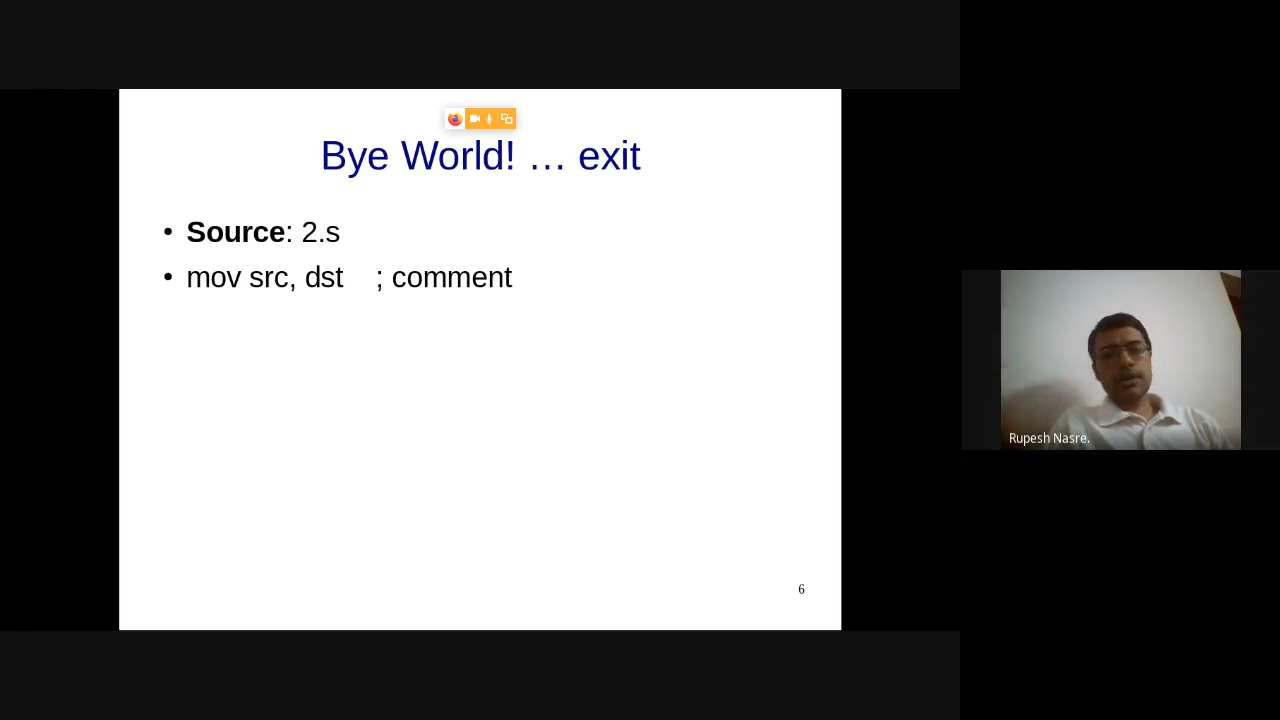 Bye World! … exit
• Source: 2.s
• mov src, dst    ; comment
6
Rupesh Nasre.